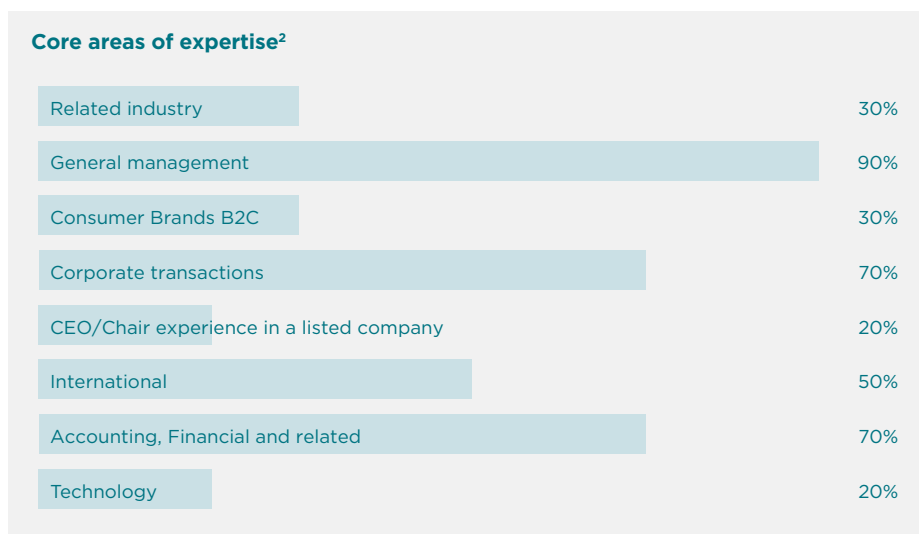 Core areas of expertise²
Related industry 30%
General management 90%
Consumer Brands B2C 30%
Corporate transactions 70%
CEO/Chair experience in a listed company 20%
International 50%
Accounting, Financial and related 70%
Technology 20%